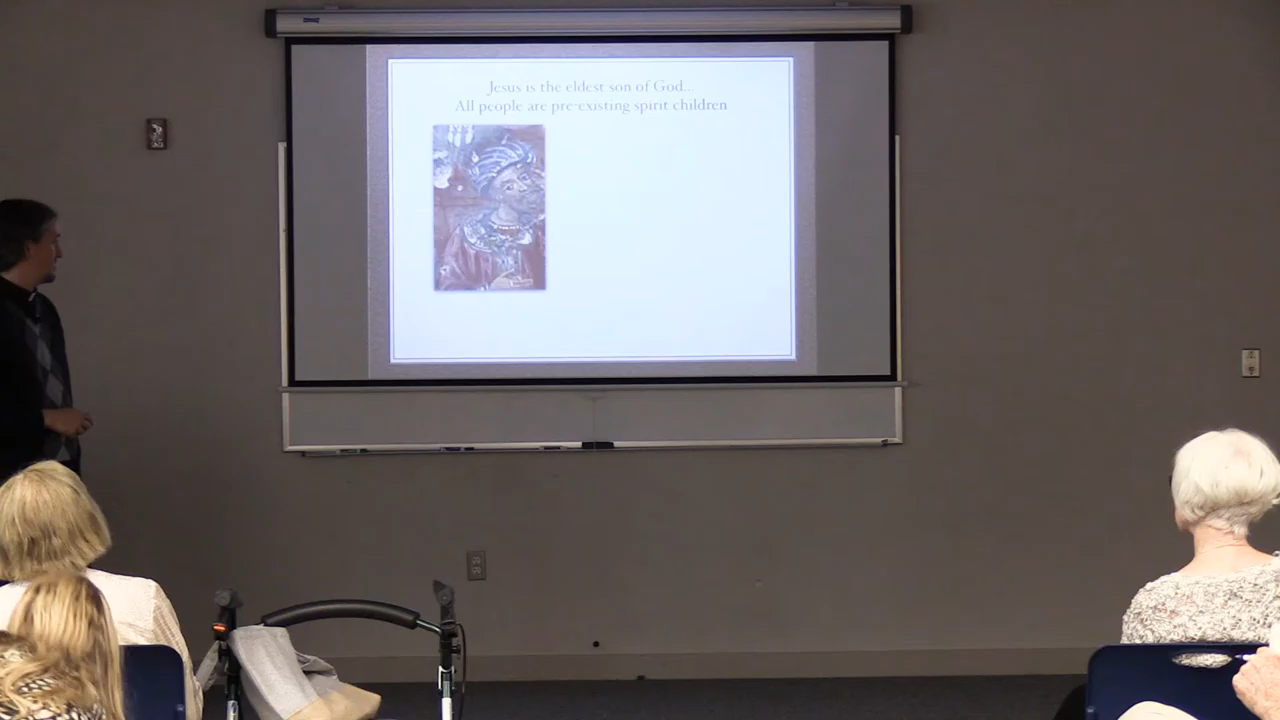 Jesus is the eldest son of God...
All people are pre-existing spirit children